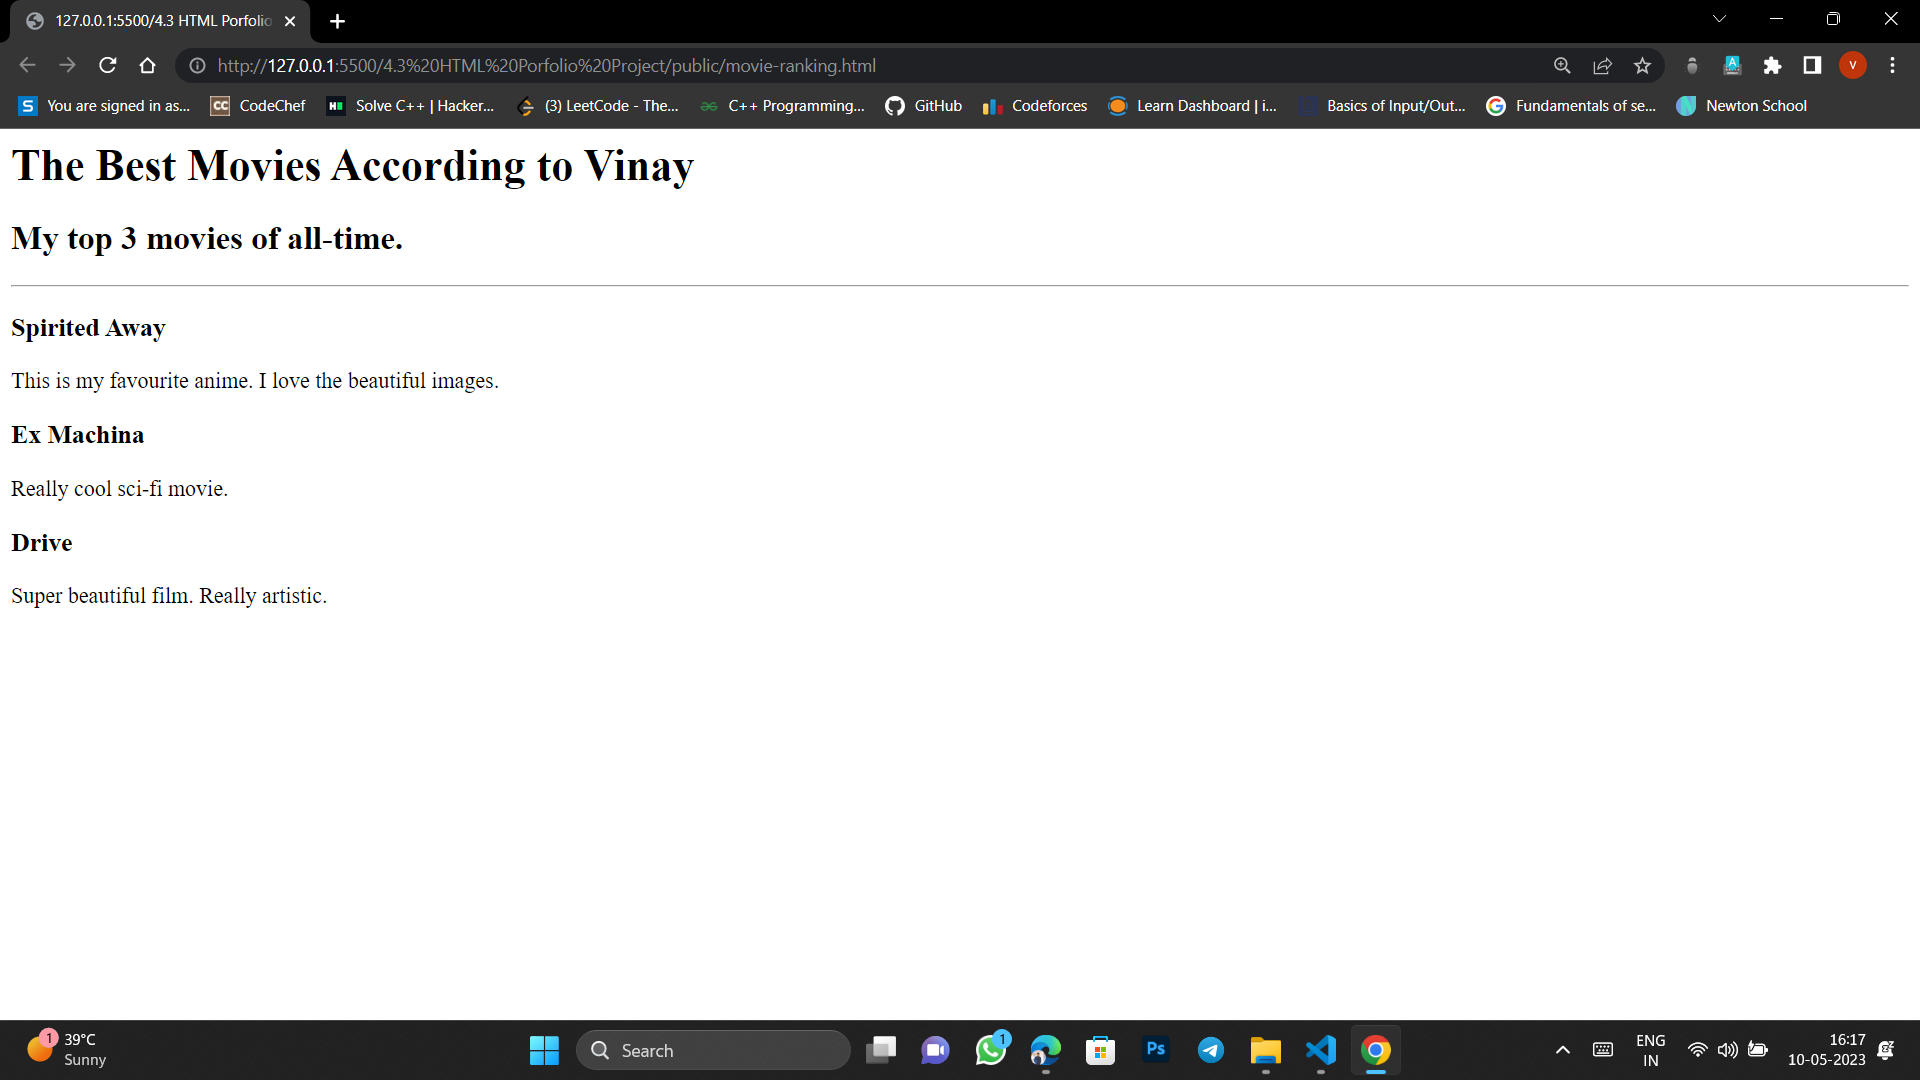 127.0.0.1:5500/4.3 HTML Porfolio
http://127.0.0.1:5500/4.3%20HTML%20Porfolio%20Project/public/movie-ranking.html
V
S You are signed in as... CC CodeChef H Solve C++ | Hacker... (3) LeetCode - The... C++ Programming... GitHub Codeforces Learn Dashboard | i... Basics of Input/Out... Fundamentals of se... Newton School
The Best Movies According to Vinay
My top 3 movies of all-time.
Spirited Away
This is my favourite anime. I love the beautiful images.
Ex Machina
Really cool sci-fi movie.
Drive
Super beautiful film. Really artistic.
1 39°C
Sunny
Search
1
Ps
ENG
IN
16:17
10-05-2023